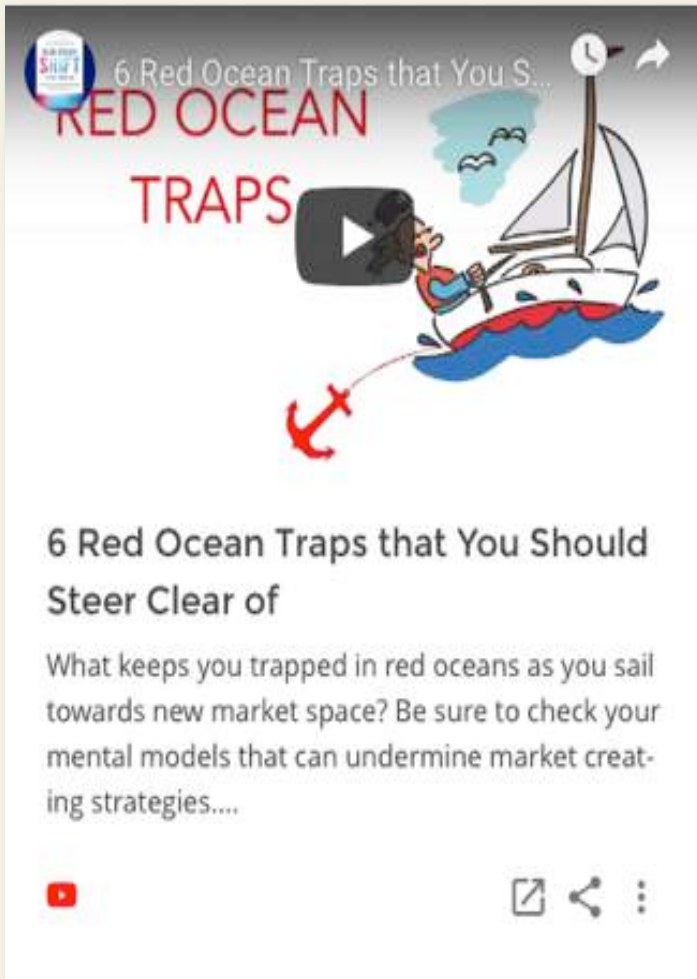 SHIFT
6 Red Ocean Traps that You S...
RED OCEAN
TRAPS
6 Red Ocean Traps that You Should
Steer Clear of
What keeps you trapped in red oceans as you sail
towards new market space? Be sure to check your
mental models that can undermine market creat-
ing strategies....